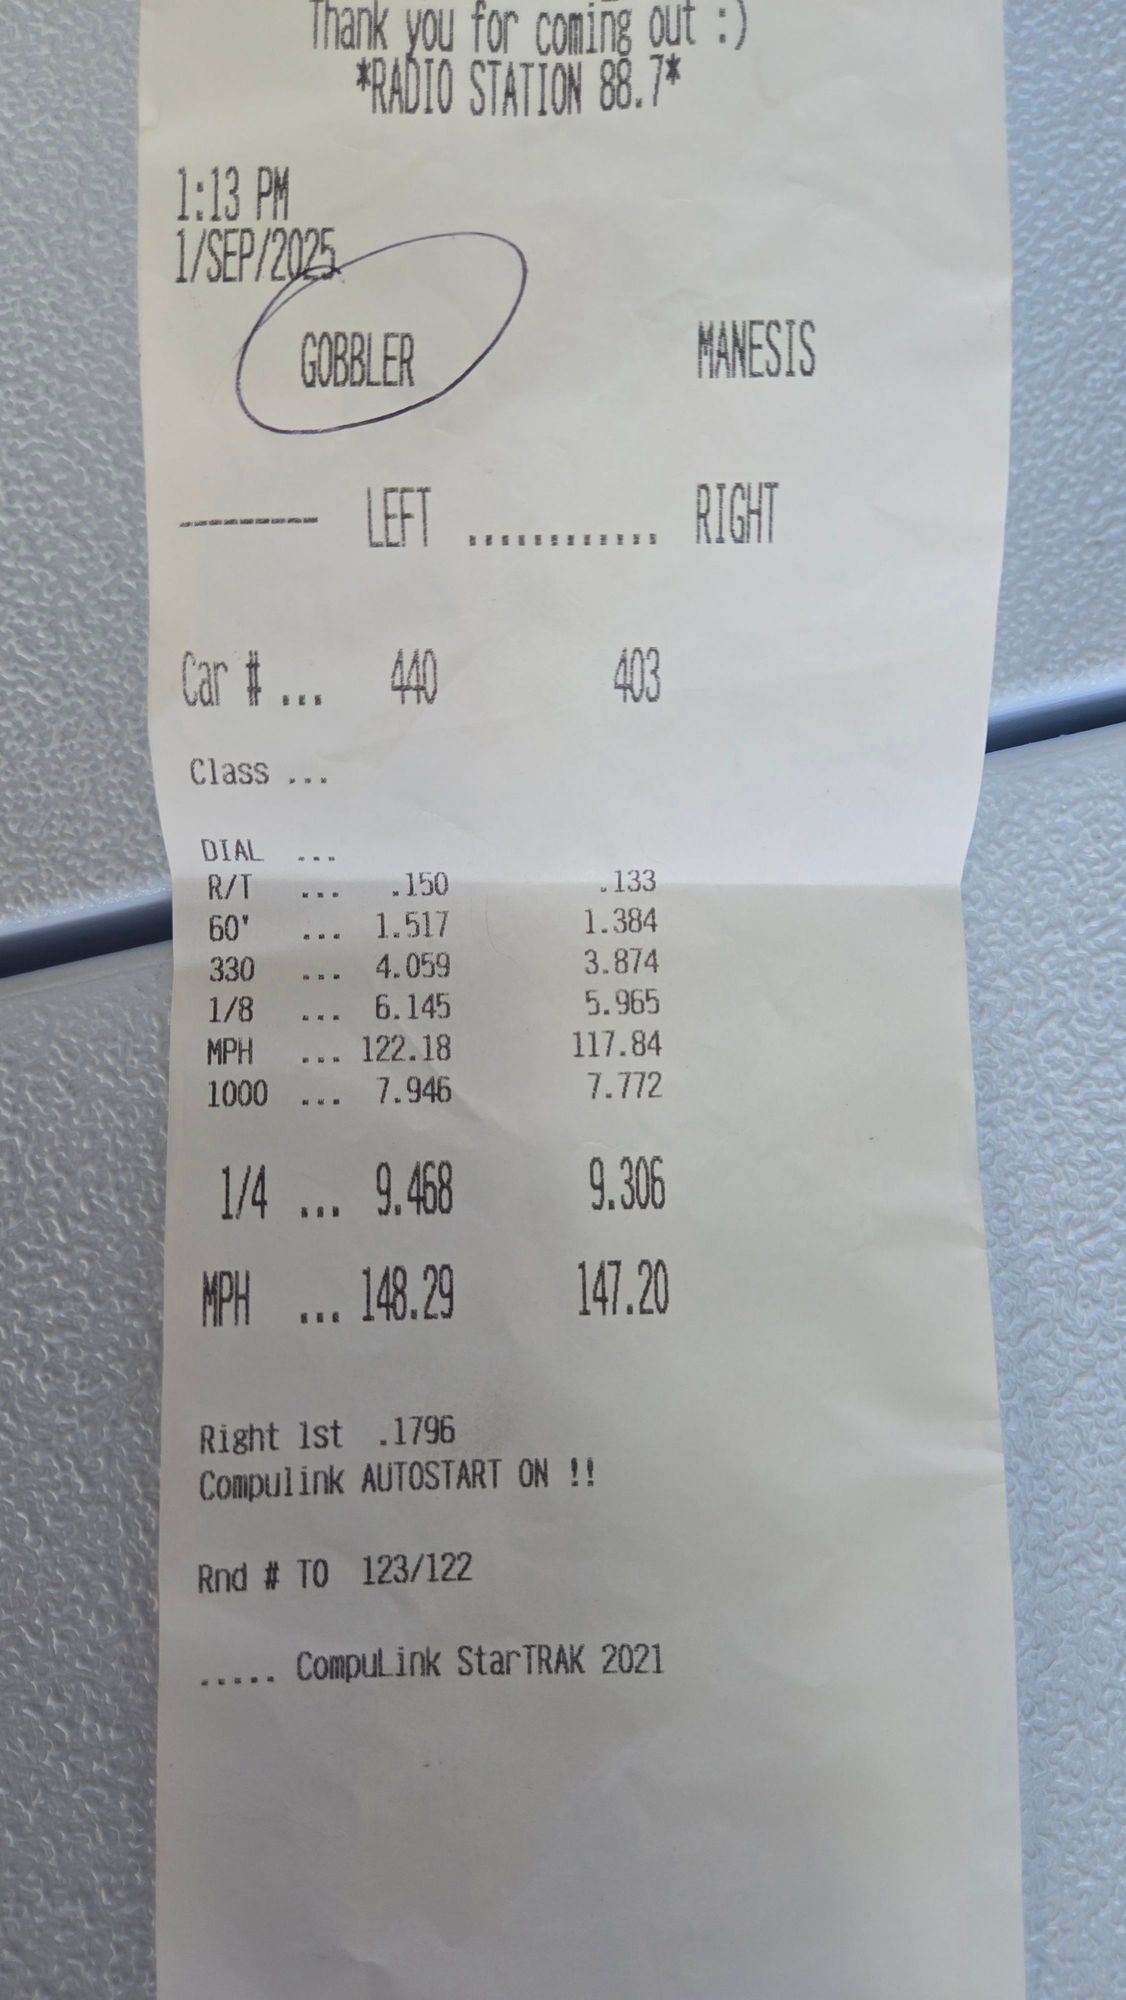 Thank you for coming out :)
*RADIO STATION 88.7*
1:13 PM
1/SEP/2025
GOBBLER MANESIS
------ LEFT ............ RIGHT
Car # ... 440 403
Class ...
DIAL ...
R/T ... .150 .133
60' ... 1.517 1.384
330 ... 4.059 3.874
1/8 ... 6.145 5.965
MPH ... 122.18 117.84
1000 ... 7.946 7.772
1/4 ... 9.468 9.306
MPH ... 148.29 147.20
Right 1st .1796
Compulink AUTOSTART ON !!
Rnd # TO 123/122
..... CompuLink StarTRAK 2021